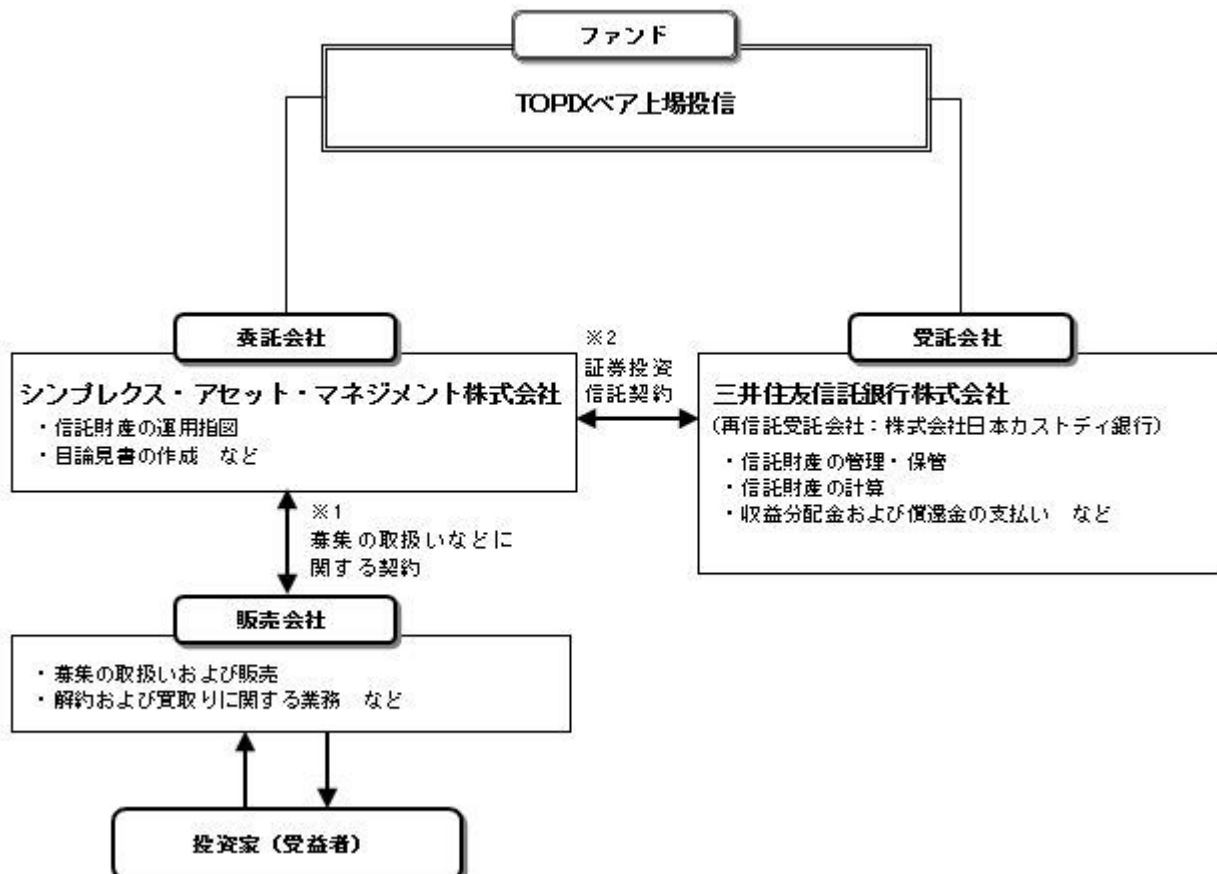 ファンド
TOPIXベア上場投信
委託会社
シンプレクス・アセット・マネジメント株式会社
・信託財産の運用指図
・目論見書の作成 など
※2
証券投資
信託契約
受託会社
三井住友信託銀行株式会社
(再信託受託会社:株式会社日本カストディ銀行)
・信託財産の管理・保管
・信託財産の計算
・収益分配金および償還金の支払い など
※1
募集の取扱いなどに
関する契約
販売会社
・募集の取扱いおよび販売
・解約および買取りに関する業務 など
投資家(受益者)